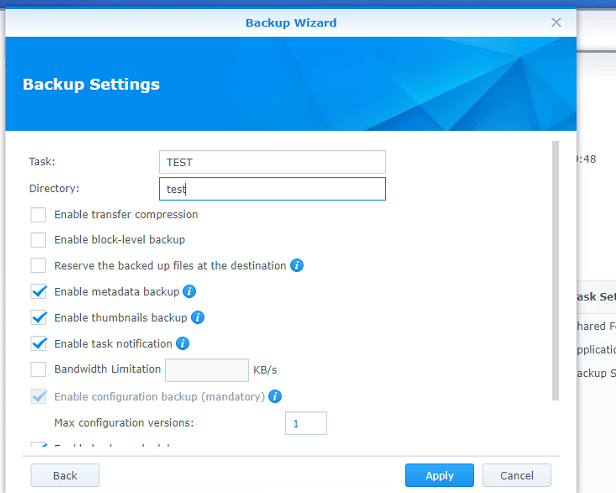 Backup Wizard
Backup Settings
Task: TEST
Directory: test
Enable transfer compression
Enable block-level backup
Reserve the backed up files at the destination
Enable metadata backup
Enable thumbnails backup
Enable task notification
Bandwidth Limitation KB/s
Enable configuration backup (mandatory)
Max configuration versions: 1
Back Apply Cancel
:48
ask Set
hared Fo
pplicatio
ackup S